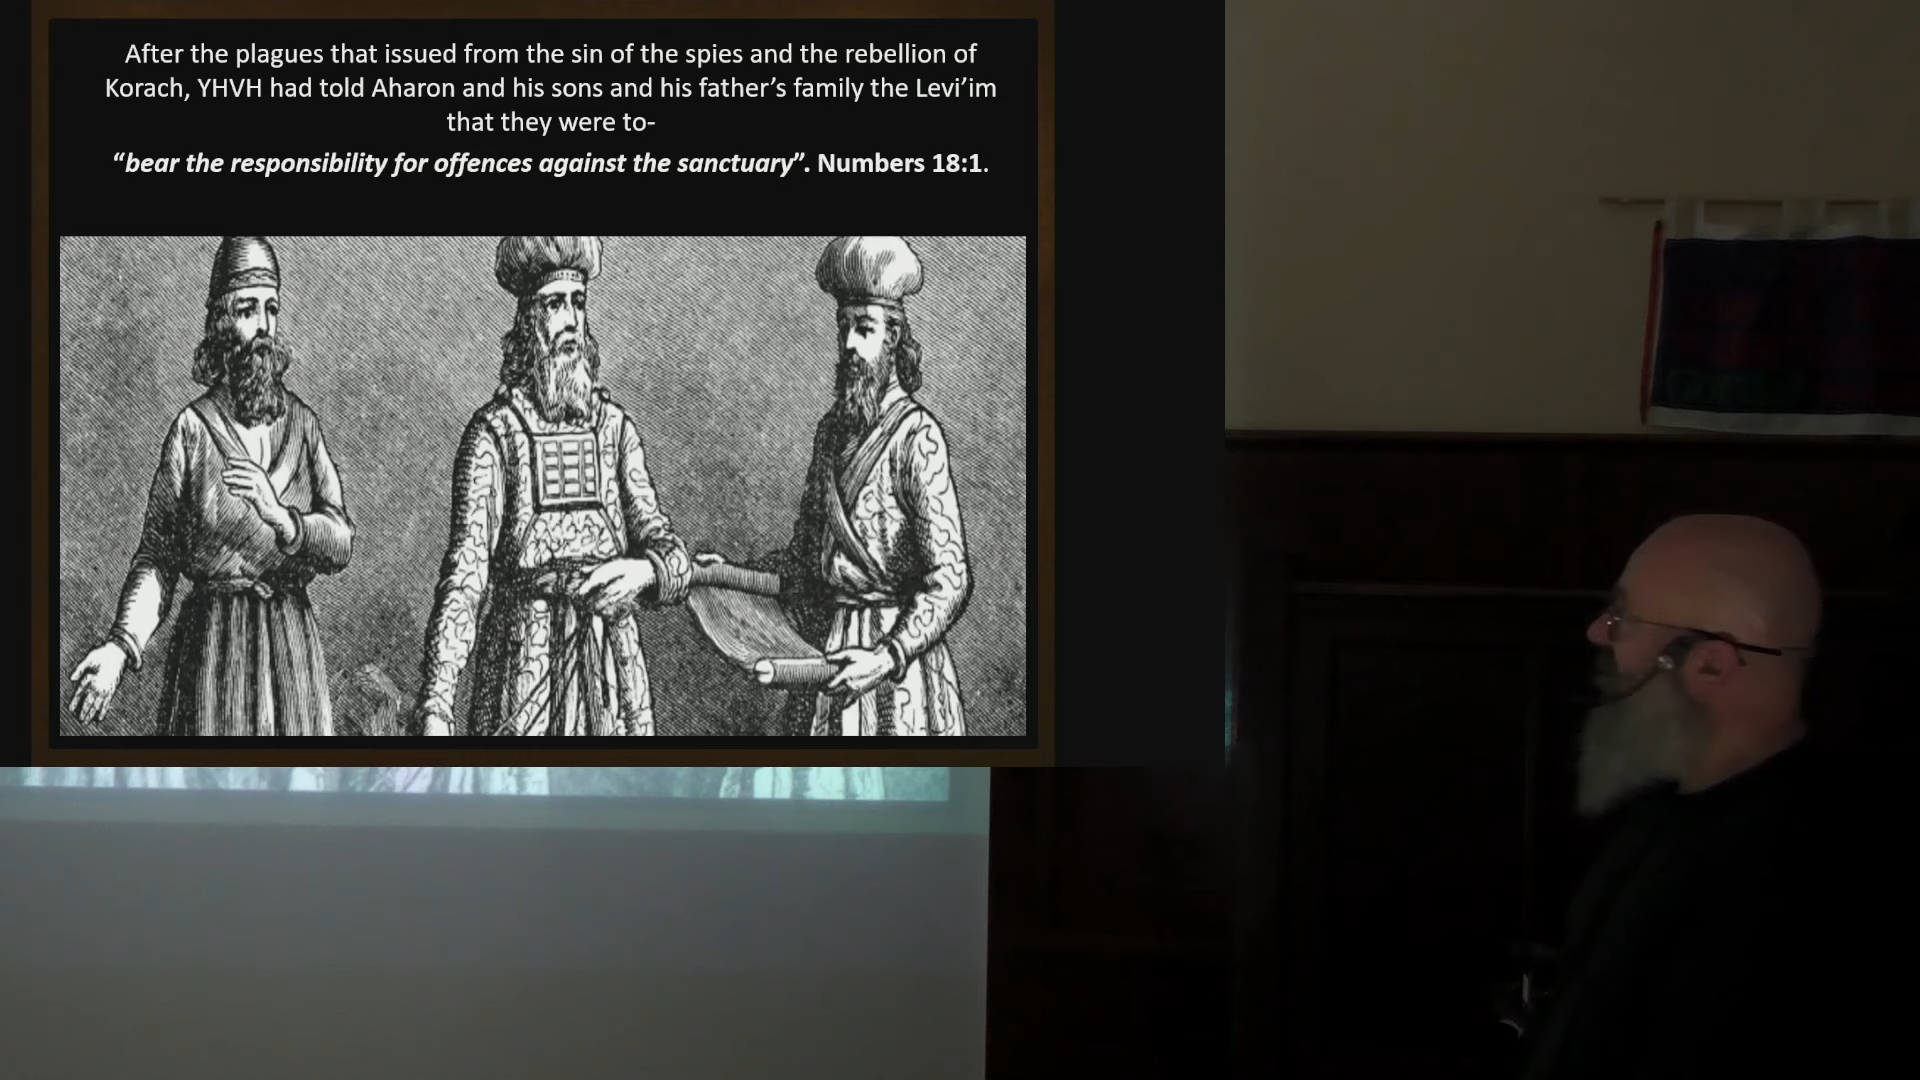 After the plagues that issued from the sin of the spies and the rebellion of
Korach, YHVH had told Aharon and his sons and his father’s family the Levi’im
that they were to-
“bear the responsibility for offences against the sanctuary”. Numbers 18:1.